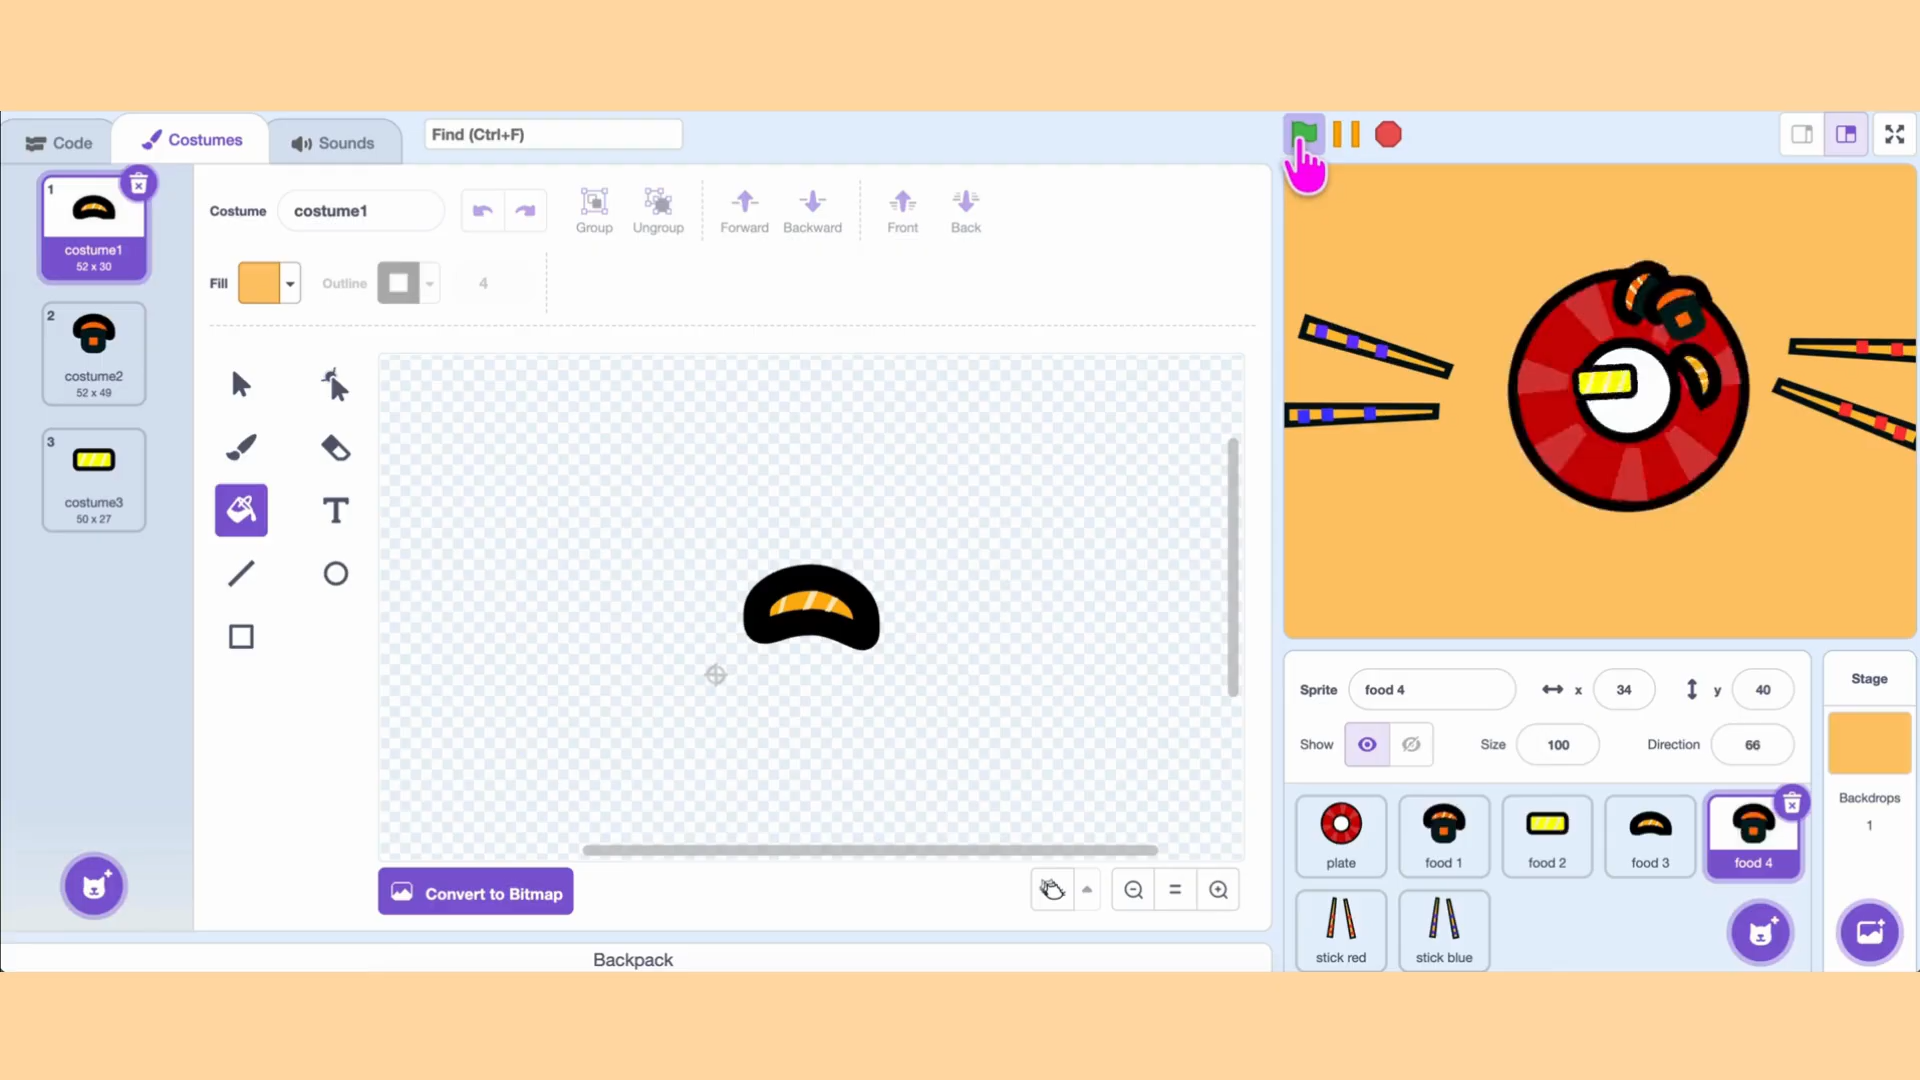 Code
Costumes
Sounds
Find (Ctrl+F)
1
costume1
52 x 30
2
costume2
52 x 49
3
costume3
50 x 27
Costume
costume1
Group
Ungroup
Forward
Backward
Front
Back
Fill
Outline
4
T
Convert to Bitmap
Backpack
Sprite
food 4
x
34
y
40
Show
Size
100
Direction
66
plate
food 1
food 2
food 3
food 4
stick red
stick blue
Stage
Backdrops
1